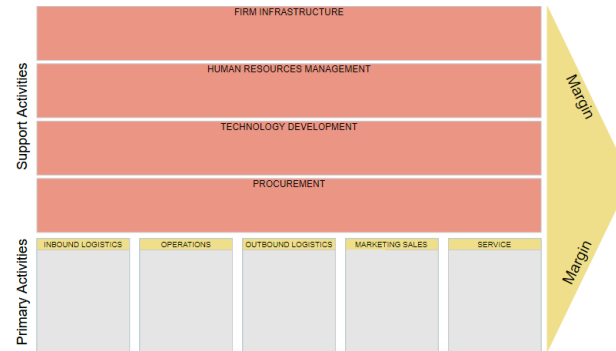 FIRM INFRASTRUCTURE
HUMAN RESOURCES MANAGEMENT
TECHNOLOGY DEVELOPMENT
PROCUREMENT
Support Activities
Margin
INBOUND LOGISTICS
OPERATIONS
OUTBOUND LOGISTICS
MARKETING SALES
SERVICE
Primary Activities
Margin